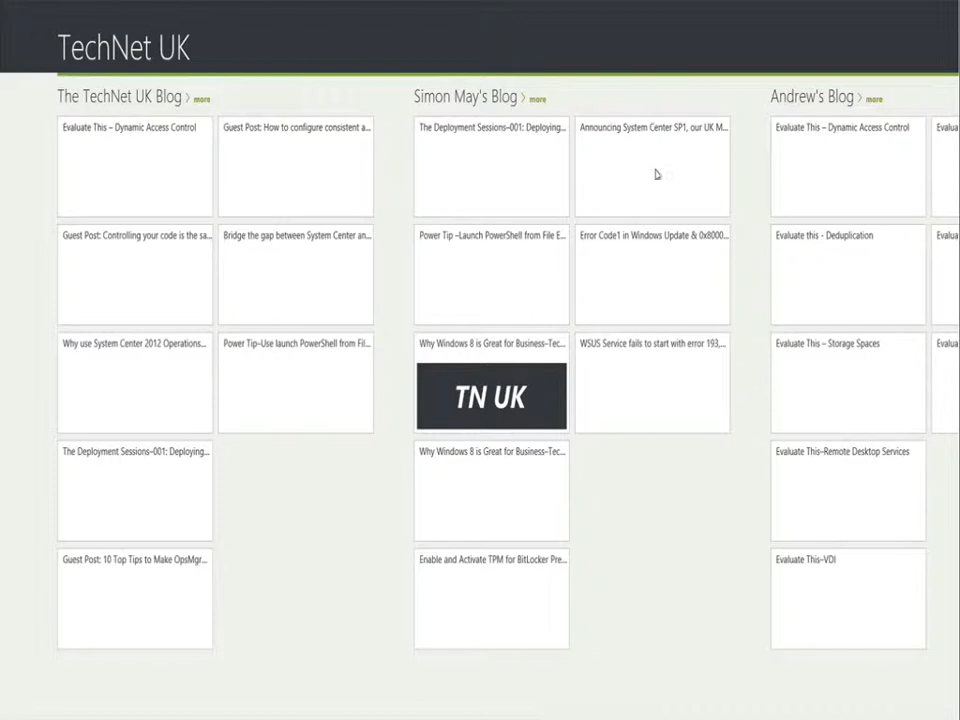 TechNet UK
The TechNet UK Blog > more
Evaluate This – Dynamic Access Control
Guest Post: How to configure consistent a...
Guest Post: Controlling your code is the sa...
Bridge the gap between System Center an...
Why use System Center 2012 Operations...
Power Tip–Use launch PowerShell from Fil...
The Deployment Sessions–001: Deploying...
Guest Post: 10 Top Tips to Make OpsMgr...
Simon May's Blog > more
The Deployment Sessions–001: Deploying...
Announcing System Center SP1, our UK M...
Power Tip –Launch PowerShell from File E...
Error Code1 in Windows Update & 0x8000...
Why Windows 8 is Great for Business–Tec...
TN UK
WSUS Service fails to start with error 193,...
Why Windows 8 is Great for Business–Tec...
Enable and Activate TPM for BitLocker Pre...
Andrew's Blog > more
Evaluate This – Dynamic Access Control
Evalua
Evaluate this - Deduplication
Evalua
Evaluate This – Storage Spaces
Evalua
Evaluate This–Remote Desktop Services
Evaluate This–VDI